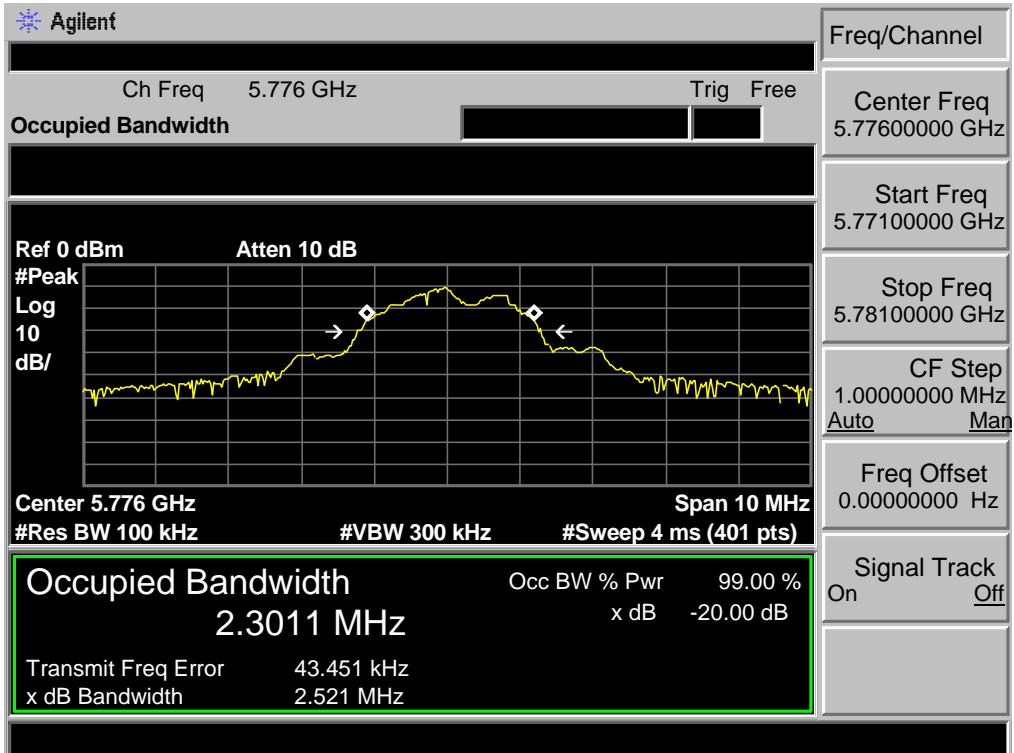 Agilent
Freq/Channel
Ch Freq 5.776 GHz Trig Free
Occupied Bandwidth
Center Freq
5.77600000 GHz
Start Freq
5.77100000 GHz
Stop Freq
5.78100000 GHz
CF Step
1.00000000 MHz
Auto Man
Freq Offset
0.00000000 Hz
Signal Track
On Off
Ref 0 dBm Atten 10 dB
#Peak
Log
10
dB/
Center 5.776 GHz Span 10 MHz
#Res BW 100 kHz #VBW 300 kHz #Sweep 4 ms (401 pts)
Occupied Bandwidth Occ BW % Pwr 99.00 %
2.3011 MHz x dB -20.00 dB
Transmit Freq Error 43.451 kHz
x dB Bandwidth 2.521 MHz